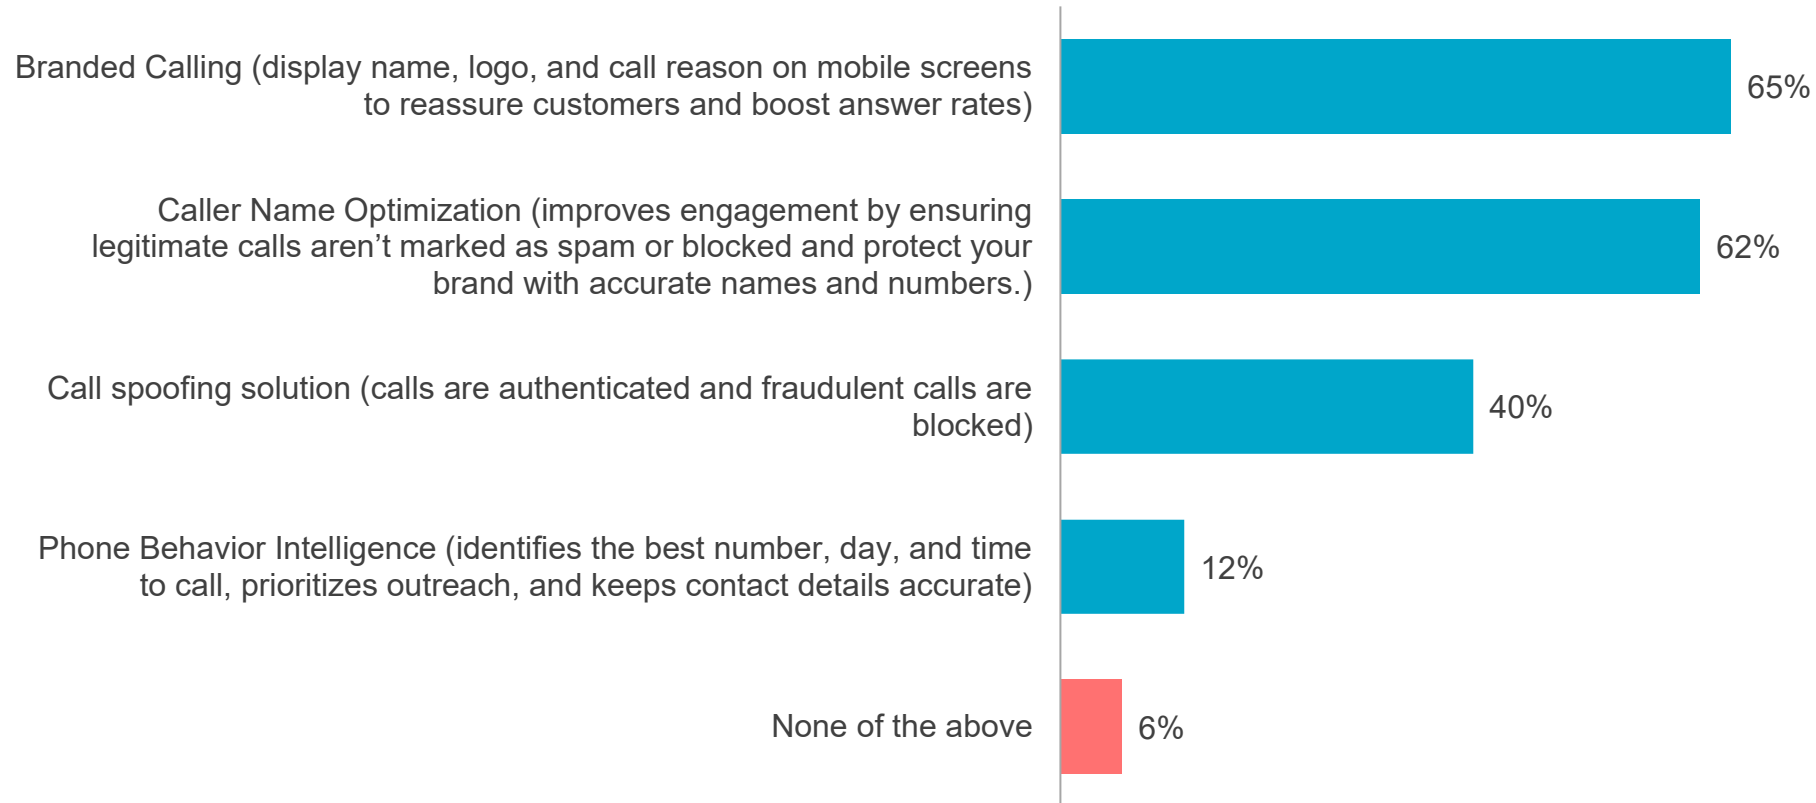 Branded Calling (display name, logo, and call reason on mobile screens
to reassure customers and boost answer rates)
65%
Caller Name Optimization (improves engagement by ensuring
legitimate calls aren’t marked as spam or blocked and protect your
brand with accurate names and numbers.)
62%
Call spoofing solution (calls are authenticated and fraudulent calls are
blocked)
40%
Phone Behavior Intelligence (identifies the best number, day, and time
to call, prioritizes outreach, and keeps contact details accurate)
12%
None of the above
6%